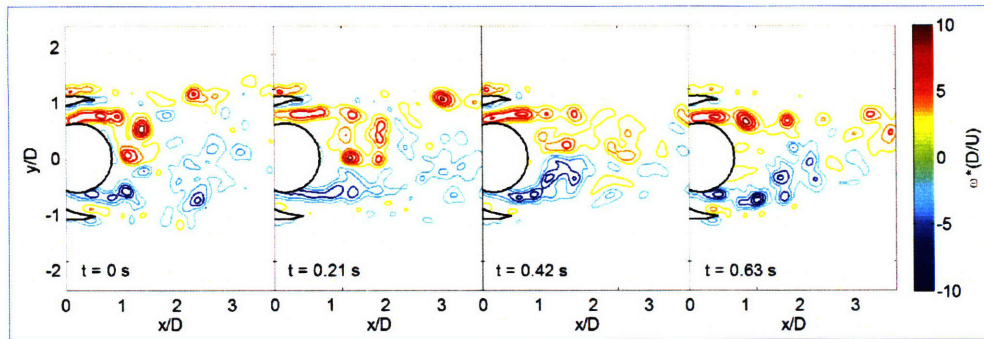 2
1
0
-1
-2
y/D
t = 0 s
t = 0.21 s
t = 0.42 s
t = 0.63 s
0 1 2 3
0 1 2 3
0 1 2 3
0 1 2 3
x/D
x/D
x/D
x/D
10
5
0
-5
-10
ω*(D/U)